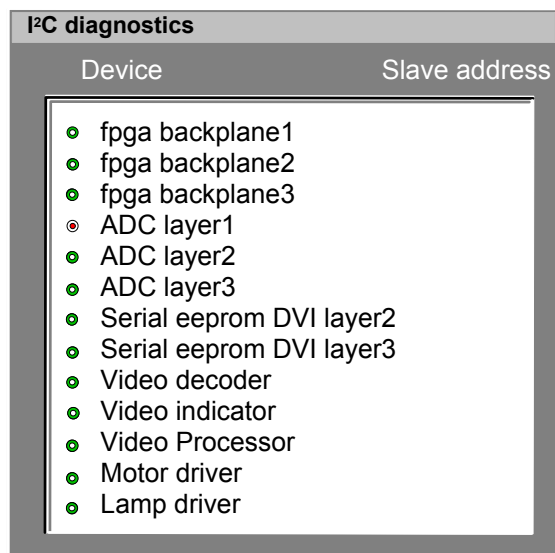 I²C diagnostics
Device Slave address
fpga backplane1
fpga backplane2
fpga backplane3
ADC layer1
ADC layer2
ADC layer3
Serial eeprom DVI layer2
Serial eeprom DVI layer3
Video decoder
Video indicator
Video Processor
Motor driver
Lamp driver